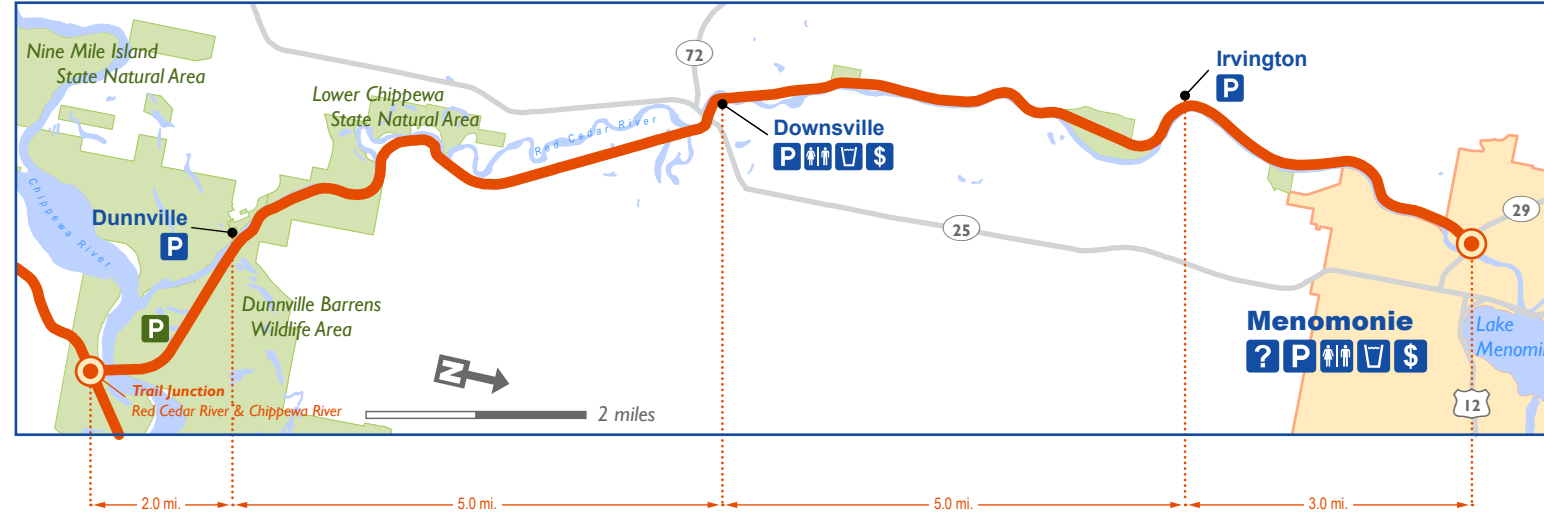 Nine Mile Island
State Natural Area
72
Irvington
P
Lower Chippewa
State Natural Area
Red Cedar River
Downsville
P $
Chippewa River
Dunnville
P
25
29
Dunnville Barrens
Wildlife Area
P
Menomonie
? P $
Lake
N
Trail Junction
Red Cedar River & Chippewa River
2 miles
12
2.0 mi. 5.0 mi. 5.0 mi. 3.0 mi.